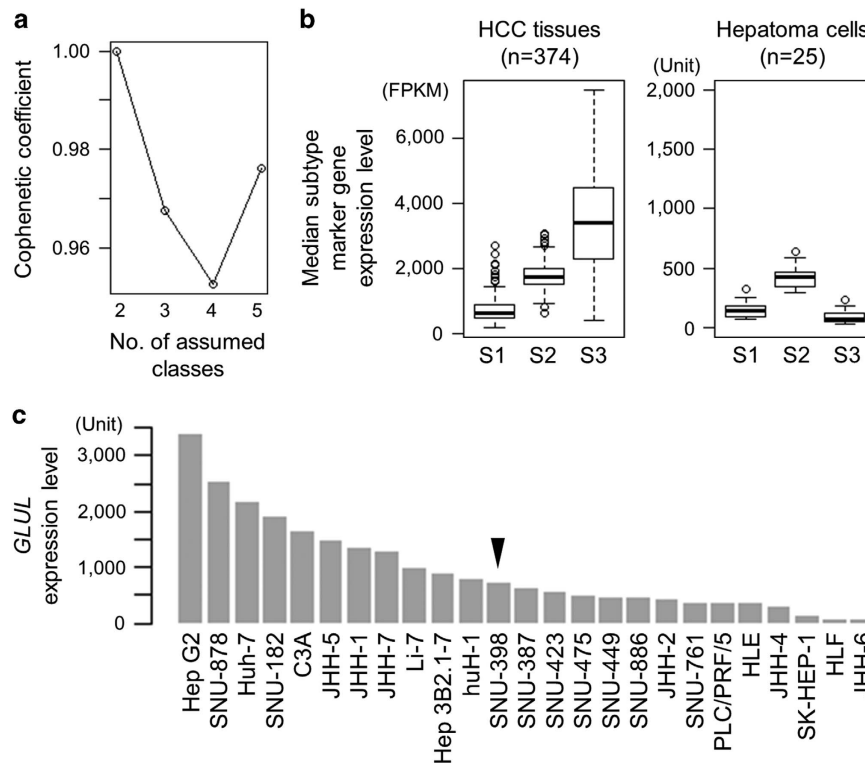 a
1.00
0.98
0.96
Cophenetic coefficient
2 3 4 5
No. of assumed
classes
b
HCC tissues
(n=374)
(FPKM)
6,000
4,000
2,000
0
Median subtype
marker gene
expression level
S1 S2 S3
Hepatoma cells
(n=25)
(Unit)
2,000
1,500
1,000
500
0
S1 S2 S3
c
(Unit)
3,000
2,000
1,000
0
GLUL
expression level
Hep G2
SNU-878
Huh-7
SNU-182
C3A
JHH-5
JHH-1
JHH-7
Li-7
Hep 3B2.1-7
huH-1
SNU-398
SNU-387
SNU-423
SNU-475
SNU-449
SNU-886
JHH-2
SNU-761
PLC/PRF/5
HLE
JHH-4
SK-HEP-1
HLF
JHH-6